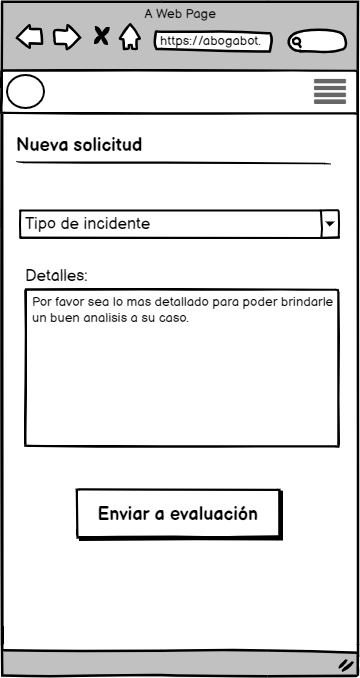 A Web Page
https://abogabot.
Nueva solicitud
Tipo de incidente
Detalles:
Por favor sea lo mas detallado para poder brindarle
un buen analisis a su caso.
Enviar a evaluación